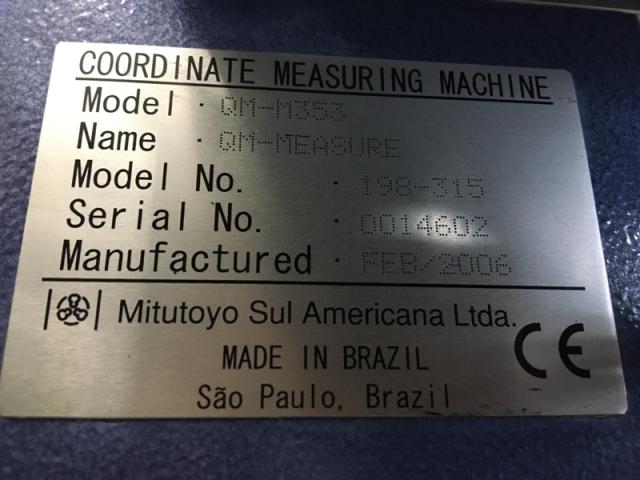 COORDINATE MEASURING MACHINE
Model · QM-M353
Name · QM-MEASURE
Model No. · 198-315
Serial No. · 0014602
Manufactured · FEB/2006
Mitutoyo Sul Americana Ltda.
CE
MADE IN BRAZIL
São Paulo, Brazil